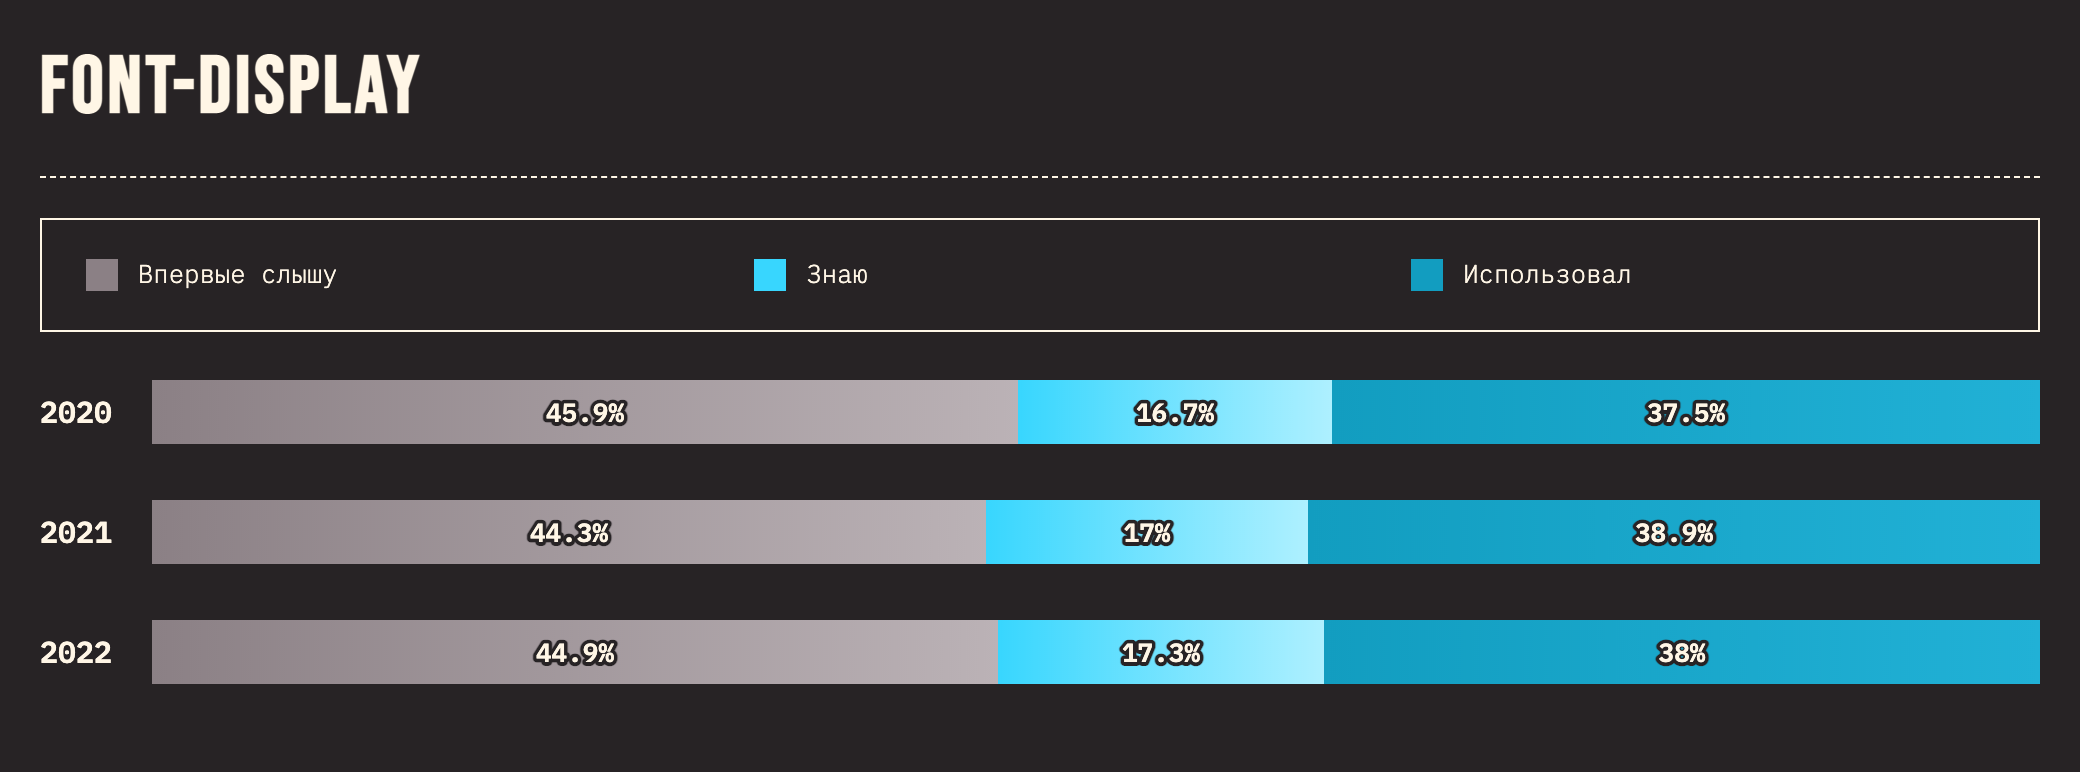 FONT-DISPLAY
Впервые слышу Знаю Использовал
2020 45.9% 16.7% 37.5%
2021 44.3% 17% 38.9%
2022 44.9% 17.3% 38%